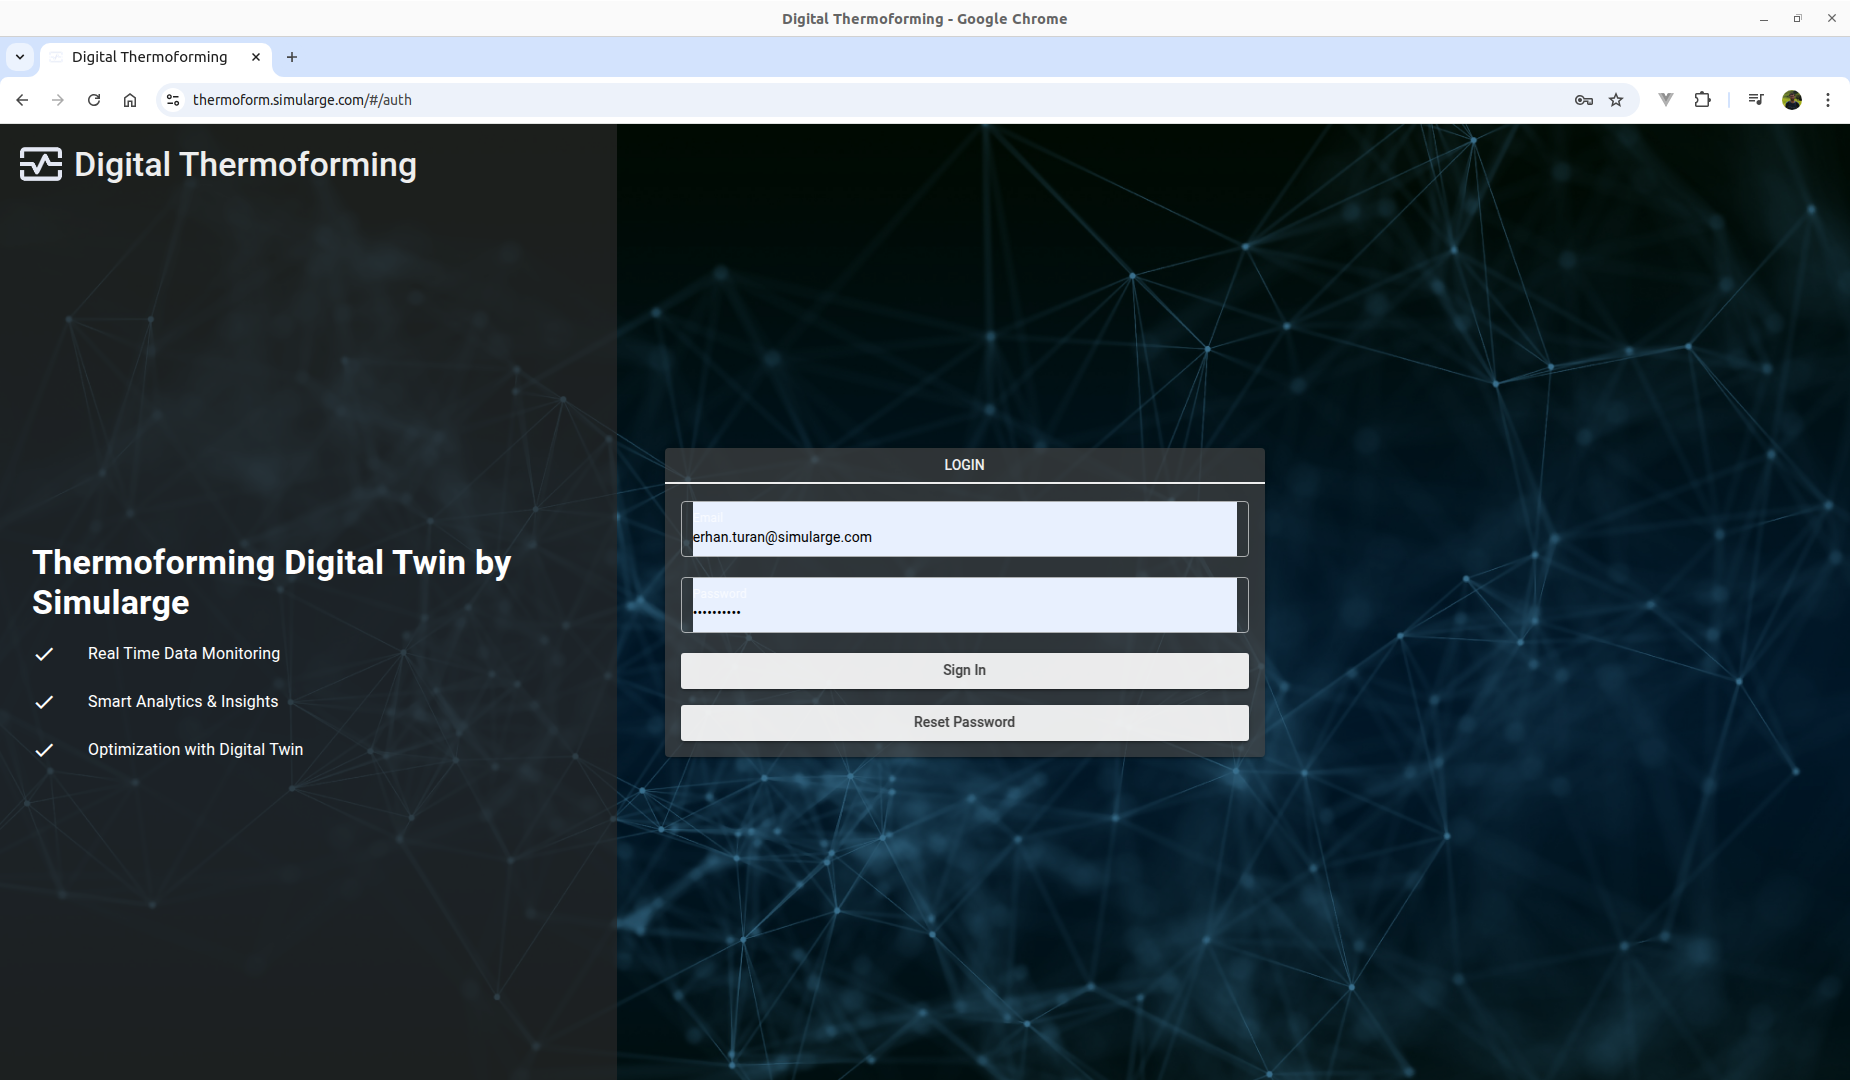 Digital Thermoforming - Google Chrome
Digital Thermoforming
thermoform.simularge.com/#/auth
Digital Thermoforming
Thermoforming Digital Twin by
Simularge
Real Time Data Monitoring
Smart Analytics & Insights
Optimization with Digital Twin
LOGIN
Email
erhan.turan@simularge.com
Password
••••••••••
Sign In
Reset Password